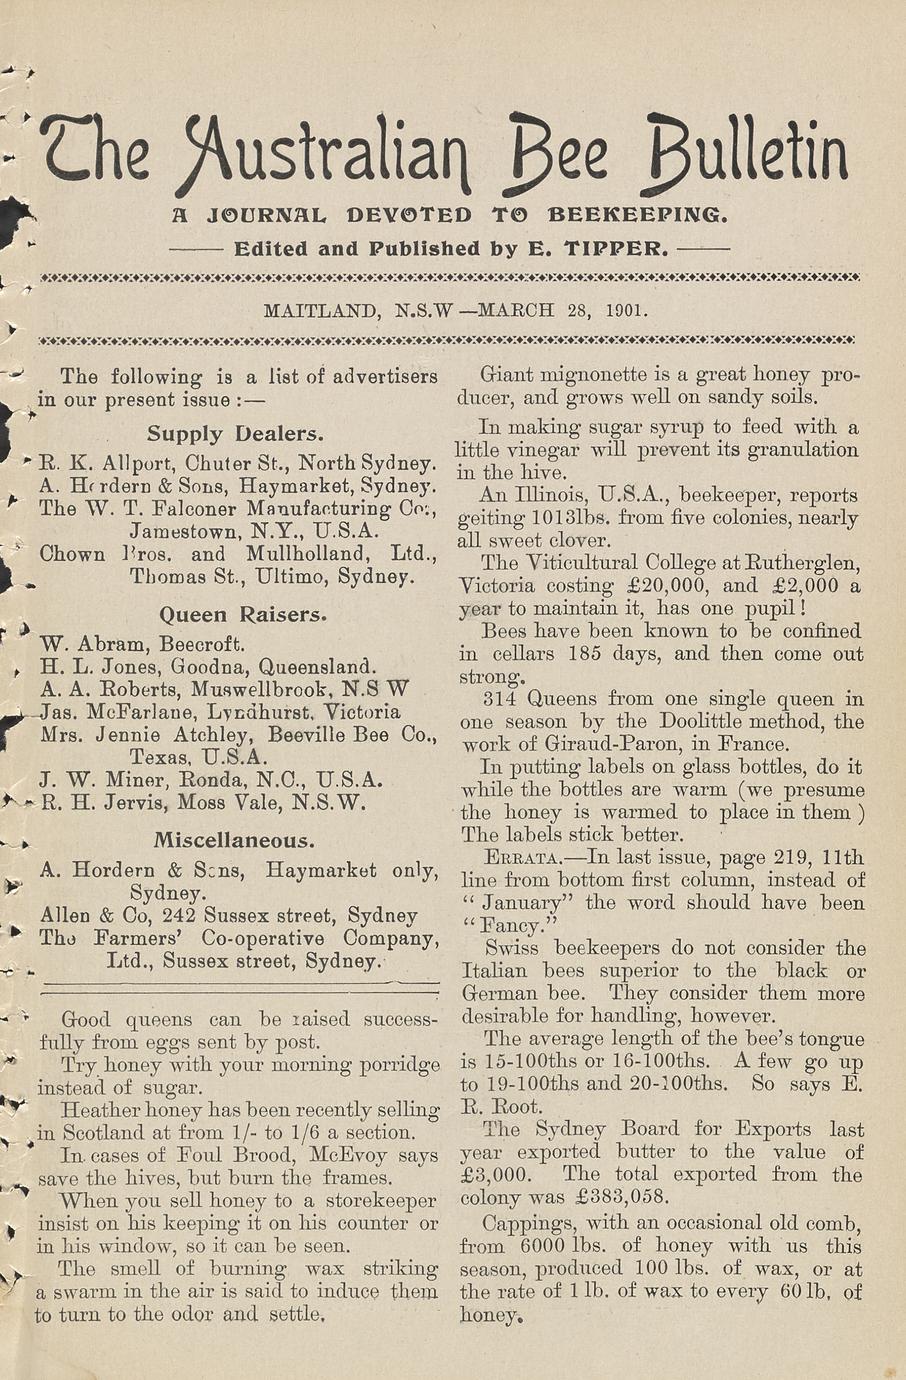 The Australian Bee Bulletin
A JOURNAL DEVOTED TO BEEKEEPING.
Edited and Published by E. TIPPER.
MAITLAND, N.S.W—MARCH 28, 1901.
The following is a list of advertisers
in our present issue :—
Supply Dealers.
R. K. Allport, Chuter St., North Sydney.
A. Hordern & Sons, Haymarket, Sydney.
The W. T. Falconer Manufacturing Co.,
Jamestown, N.Y., U.S.A.
Chown Bros. and Mullholland, Ltd.,
Thomas St., Ultimo, Sydney.
Queen Raisers.
W. Abram, Beecroft.
H. L. Jones, Goodna, Queensland.
A. A. Roberts, Muswellbrook, N.S W
Jas. McFarlane, Lyndhurst, Victoria
Mrs. Jennie Atchley, Beeville Bee Co.,
Texas, U.S.A.
J. W. Miner, Ronda, N.C., U.S.A.
R. H. Jervis, Moss Vale, N.S.W.
Miscellaneous.
A. Hordern & Sons, Haymarket only,
Sydney.
Allen & Co, 242 Sussex street, Sydney
The Farmers' Co-operative Company,
Ltd., Sussex street, Sydney.
Good queens can be raised success-
fully from eggs sent by post.
Try honey with your morning porridge
instead of sugar.
Heather honey has been recently selling
in Scotland at from 1/- to 1/6 a section.
In cases of Foul Brood, McEvoy says
save the hives, but burn the frames.
When you sell honey to a storekeeper
insist on his keeping it on his counter or
in his window, so it can be seen.
The smell of burning wax striking
a swarm in the air is said to induce them
to turn to the odor and settle.
Giant mignonette is a great honey pro-
ducer, and grows well on sandy soils.
In making sugar syrup to feed with a
little vinegar will prevent its granulation
in the hive.
An Illinois, U.S.A., beekeeper, reports
geiting 1013lbs. from five colonies, nearly
all sweet clover.
The Viticultural College at Rutherglen,
Victoria costing £20,000, and £2,000 a
year to maintain it, has one pupil !
Bees have been known to be confined
in cellars 185 days, and then come out
strong.
314 Queens from one single queen in
one season by the Doolittle method, the
work of Giraud-Paron, in France.
In putting labels on glass bottles, do it
while the bottles are warm (we presume
the honey is warmed to place in them )
The labels stick better.
ERRATA.—In last issue, page 219, 11th
line from bottom first column, instead of
" January" the word should have been
" Fancy."
Swiss beekeepers do not consider the
Italian bees superior to the black or
German bee. They consider them more
desirable for handling, however.
The average length of the bee's tongue
is 15-100ths or 16-100ths. A few go up
to 19-100ths and 20-100ths. So says E.
R. Root.
The Sydney Board for Exports last
year exported butter to the value of
£3,000. The total exported from the
colony was £383,058.
Cappings, with an occasional old comb,
from 6000 lbs. of honey with us this
season, produced 100 lbs. of wax, or at
the rate of 1 lb. of wax to every 60 lb. of
honey.